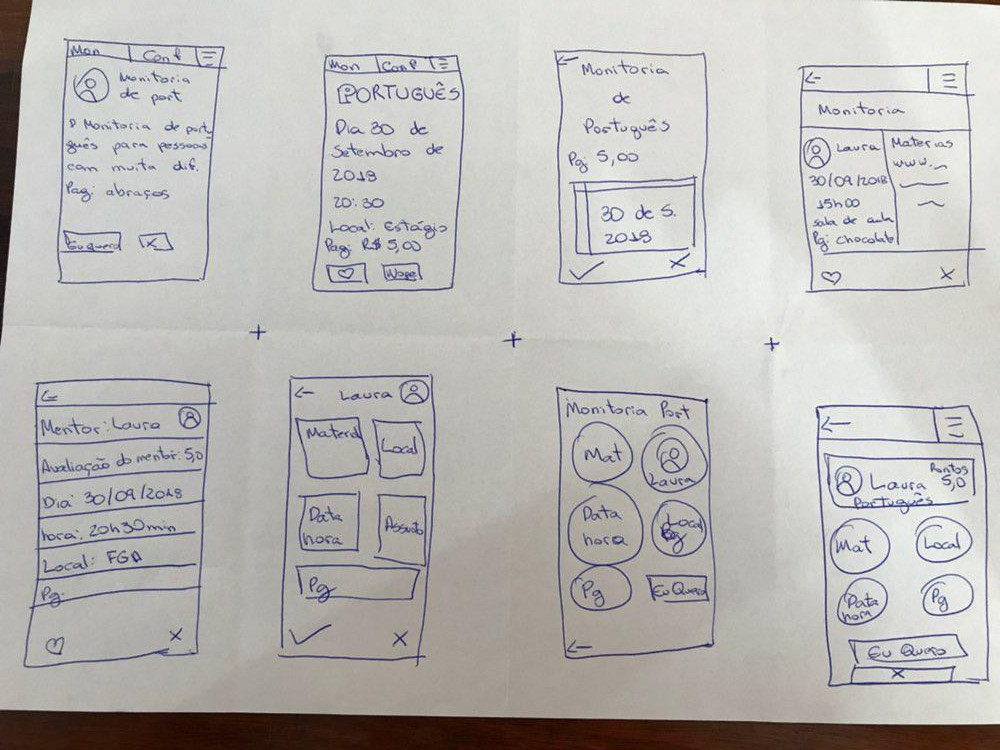 Mon Conf
Monitoria
de port
Monitoria de portu
guês para pessoas
com muita dif.
Pag: abraços
Eu quero X
Mon Conf
PORTUGUÊS
Dia 30 de
Setembro de
2018
20:30
Local: Estágio
Pag: R$ 5,00
Monitoria
de
Português
Pg: 5,00
30 de S.
2018
X
Monitoria
Laura
30/09/2018
15h00
sala de aula
Pg: chocolate
Materias
www.
X
Mentor: Laura
Avaliação do mentor: 5,0
Dia: 30/09/2018
hora: 20h30min
Local: FGA
Pg:
X
Laura
Material
Local
Data
hora
Assunto
Pg
X
Monitoria Port
Mat
Laura
Data
hora
Local
Pg
Eu Quero
Laura
Pontos
5,0
Português
Mat
Local
Data
hora
Pg
Eu Quero
X